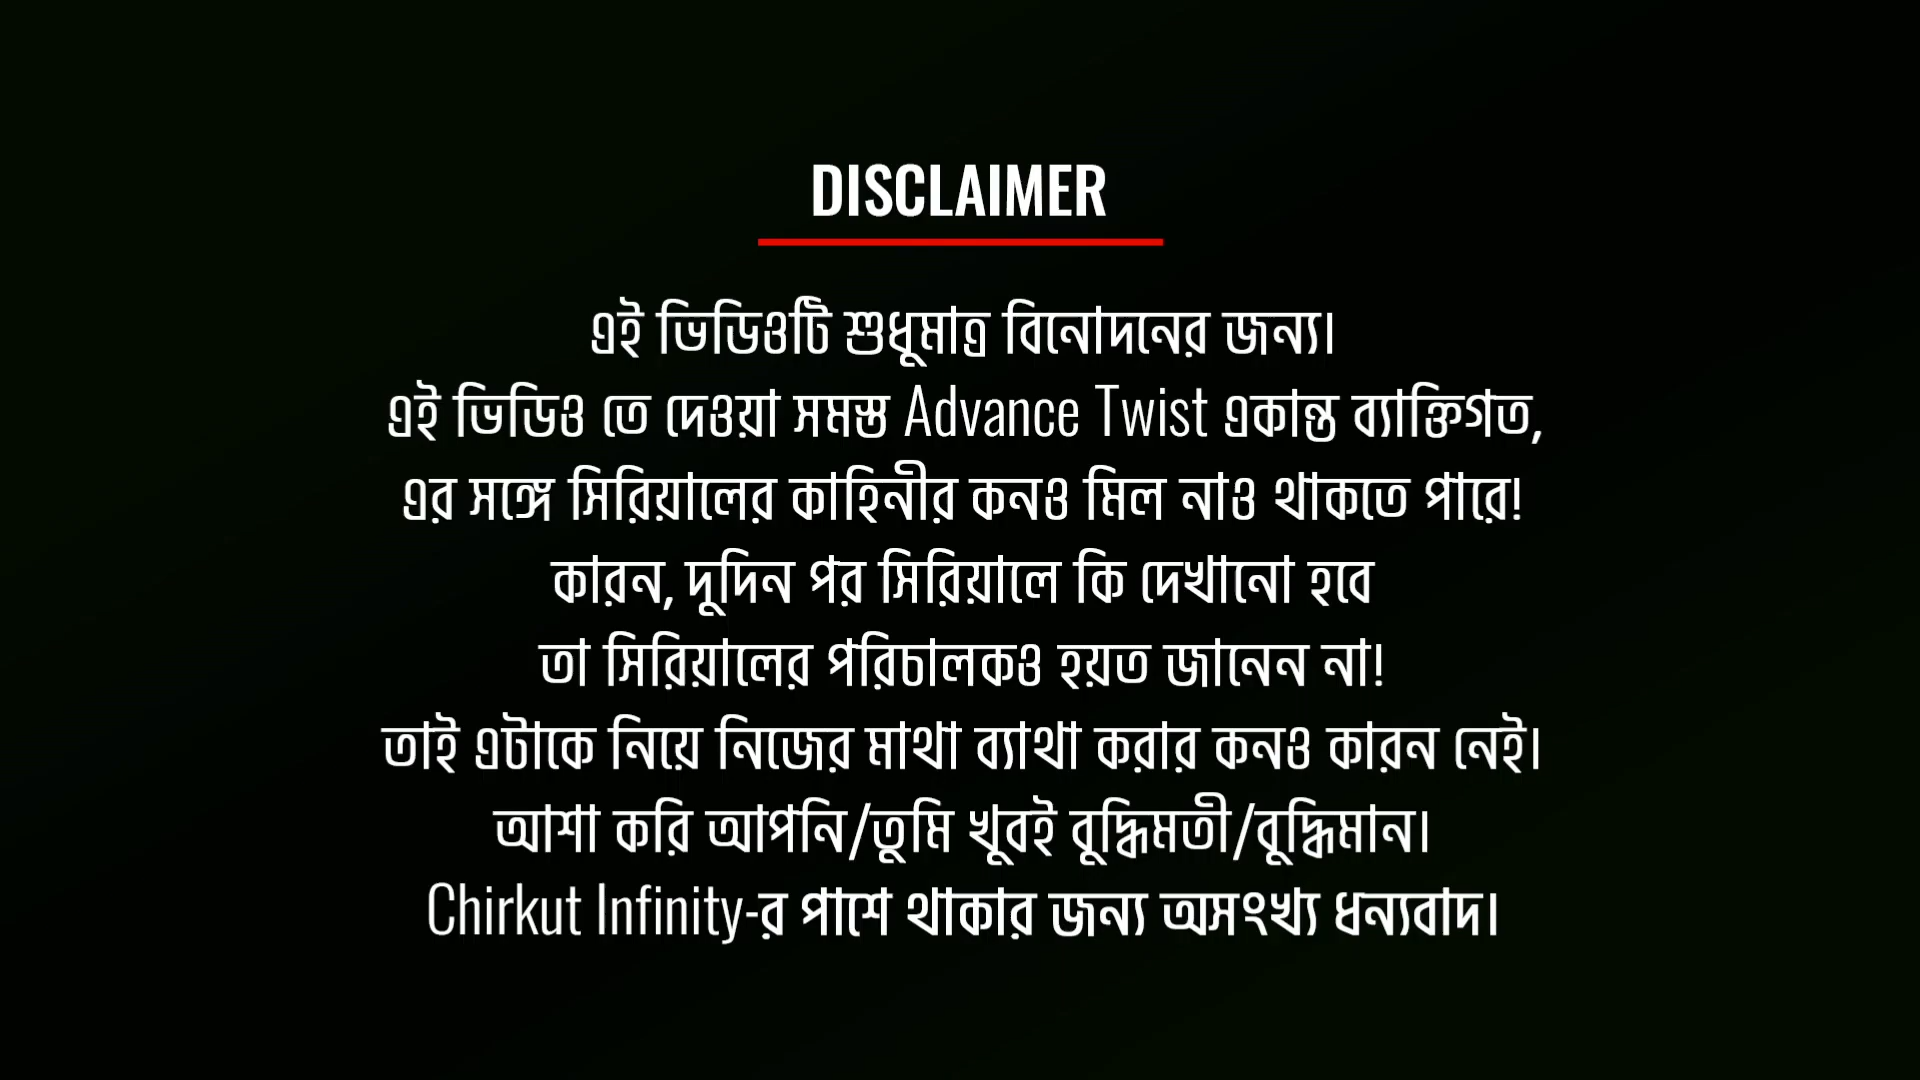 DISCLAIMER
এই ভিডিওটি শুধুমাত্র বিনোদনের জন্য।
এই ভিডিও তে দেওয়া সমস্ত Advance Twist একান্ত ব্যাক্তিগত,
এর সঙ্গে সিরিয়ালের কাহিনীর কনও মিল নাও থাকতে পারে!
কারন, দুদিন পর সিরিয়ালে কি দেখানো হবে
তা সিরিয়ালের পরিচালকও হয়ত জানেন না!
তাই এটাকে নিয়ে নিজের মাথা ব্যাথা করার কনও কারন নেই।
আশা করি আপনি/তুমি খুবই বুদ্ধিমতী/বুদ্ধিমান।
Chirkut Infinity-র পাশে থাকার জন্য অসংখ্য ধন্যবাদ।